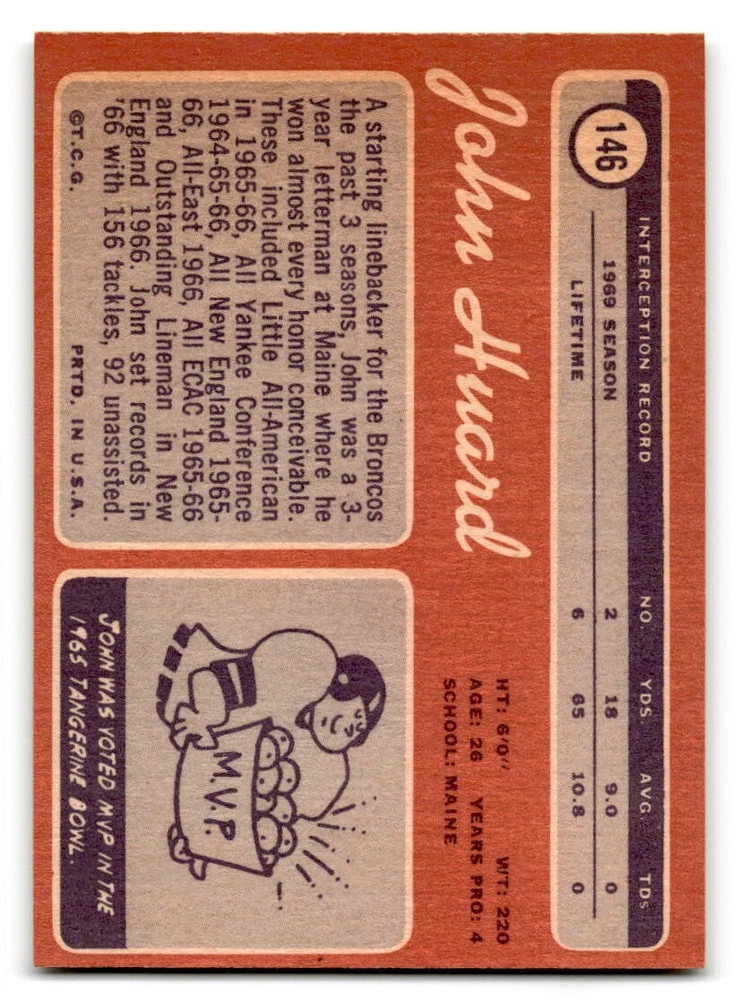 146
INTERCEPTION RECORD NO. YDS. AVG. TDS
1969 SEASON 2 18 9.0 0
LIFETIME 6 65 10.8 0
John Huard
HT: 6'0" WT: 220
AGE: 26 YEARS PRO: 4
SCHOOL: MAINE
A starting linebacker for the Broncos
the past 3 seasons, John was a 3-
year letterman at Maine where he
won almost every honor conceivable.
These included Little All-American
in 1965-66, All Yankee Conference
1964-65-66, All New England 1965-
66, All-East 1966, All ECAC 1965-66
and Outstanding Lineman in New
England 1966. John set records in
'66 with 156 tackles, 92 unassisted.
©T.C.G. PRTD. IN U.S.A.
M.V.P.
JOHN WAS VOTED MVP IN THE
1965 TANGERINE BOWL.